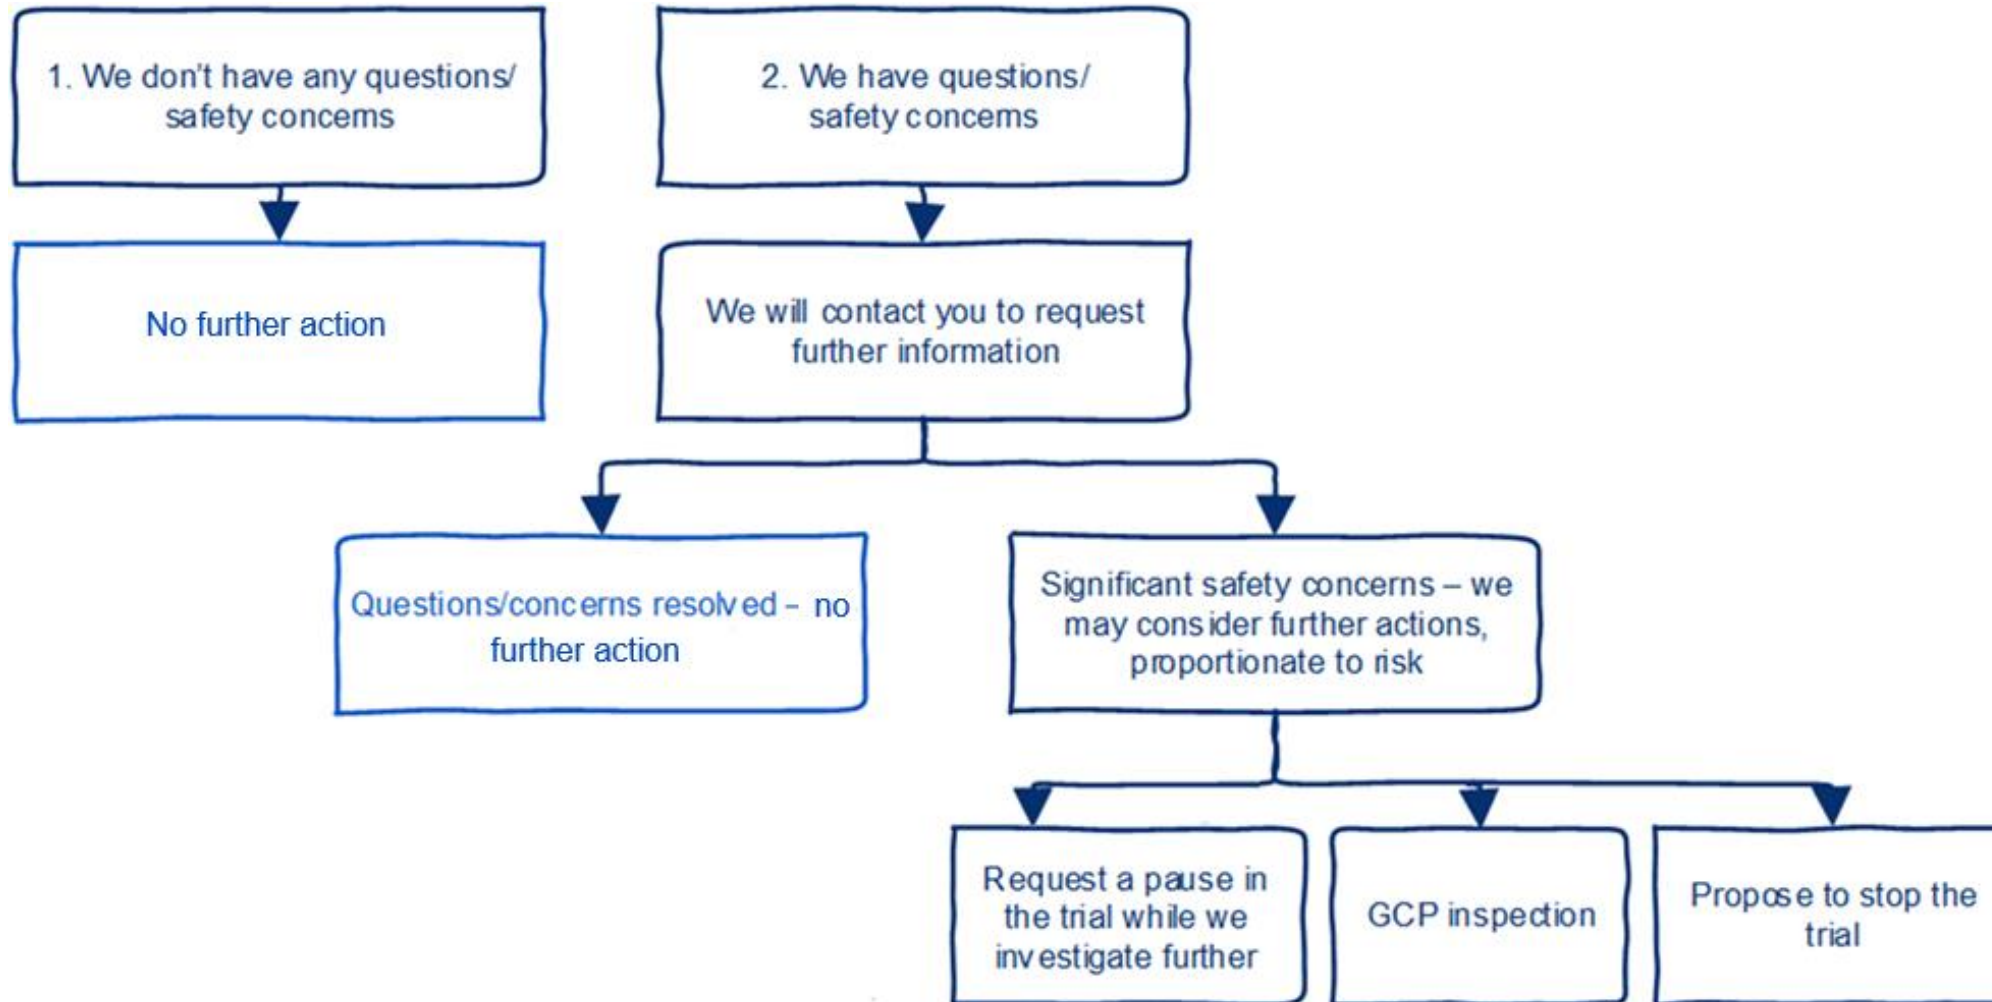 1. We don't have any questions/
safety concerns
2. We have questions/
safety concerns
No further action
We will contact you to request
further information
Questions/concerns resolved - no
further action
Significant safety concerns – we
may consider further actions,
proportionate to risk
Request a pause in
the trial while we
investigate further
GCP inspection
Propose to stop the
trial